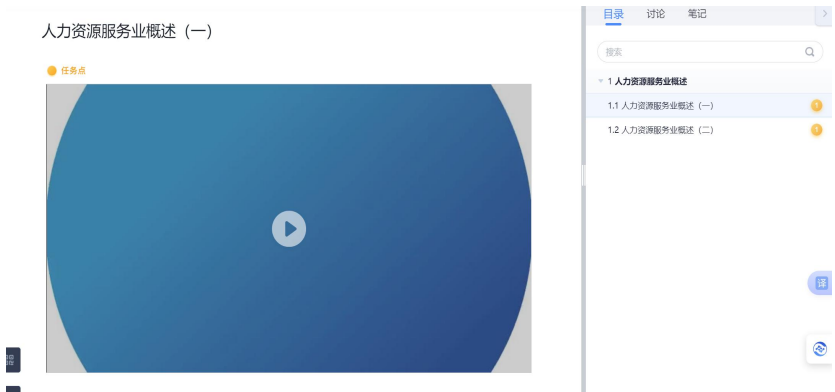 人力资源服务业概述（一）
任务点
目录 讨论 笔记
搜索
1 人力资源服务业概述
1.1 人力资源服务业概述（一） 1
1.2 人力资源服务业概述（二） 1
译